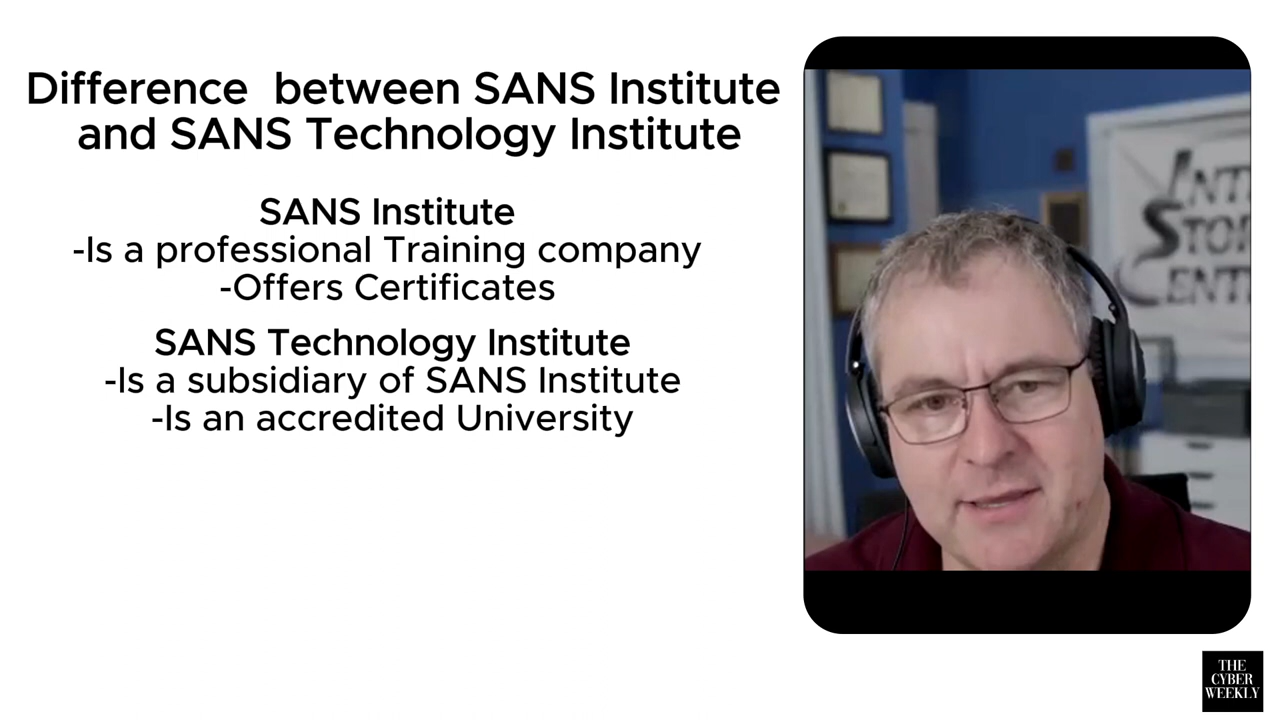 Difference between SANS Institute
and SANS Technology Institute
SANS Institute
-Is a professional Training company
-Offers Certificates
SANS Technology Institute
-Is a subsidiary of SANS Institute
-Is an accredited University
THE
CYBER
WEEKLY